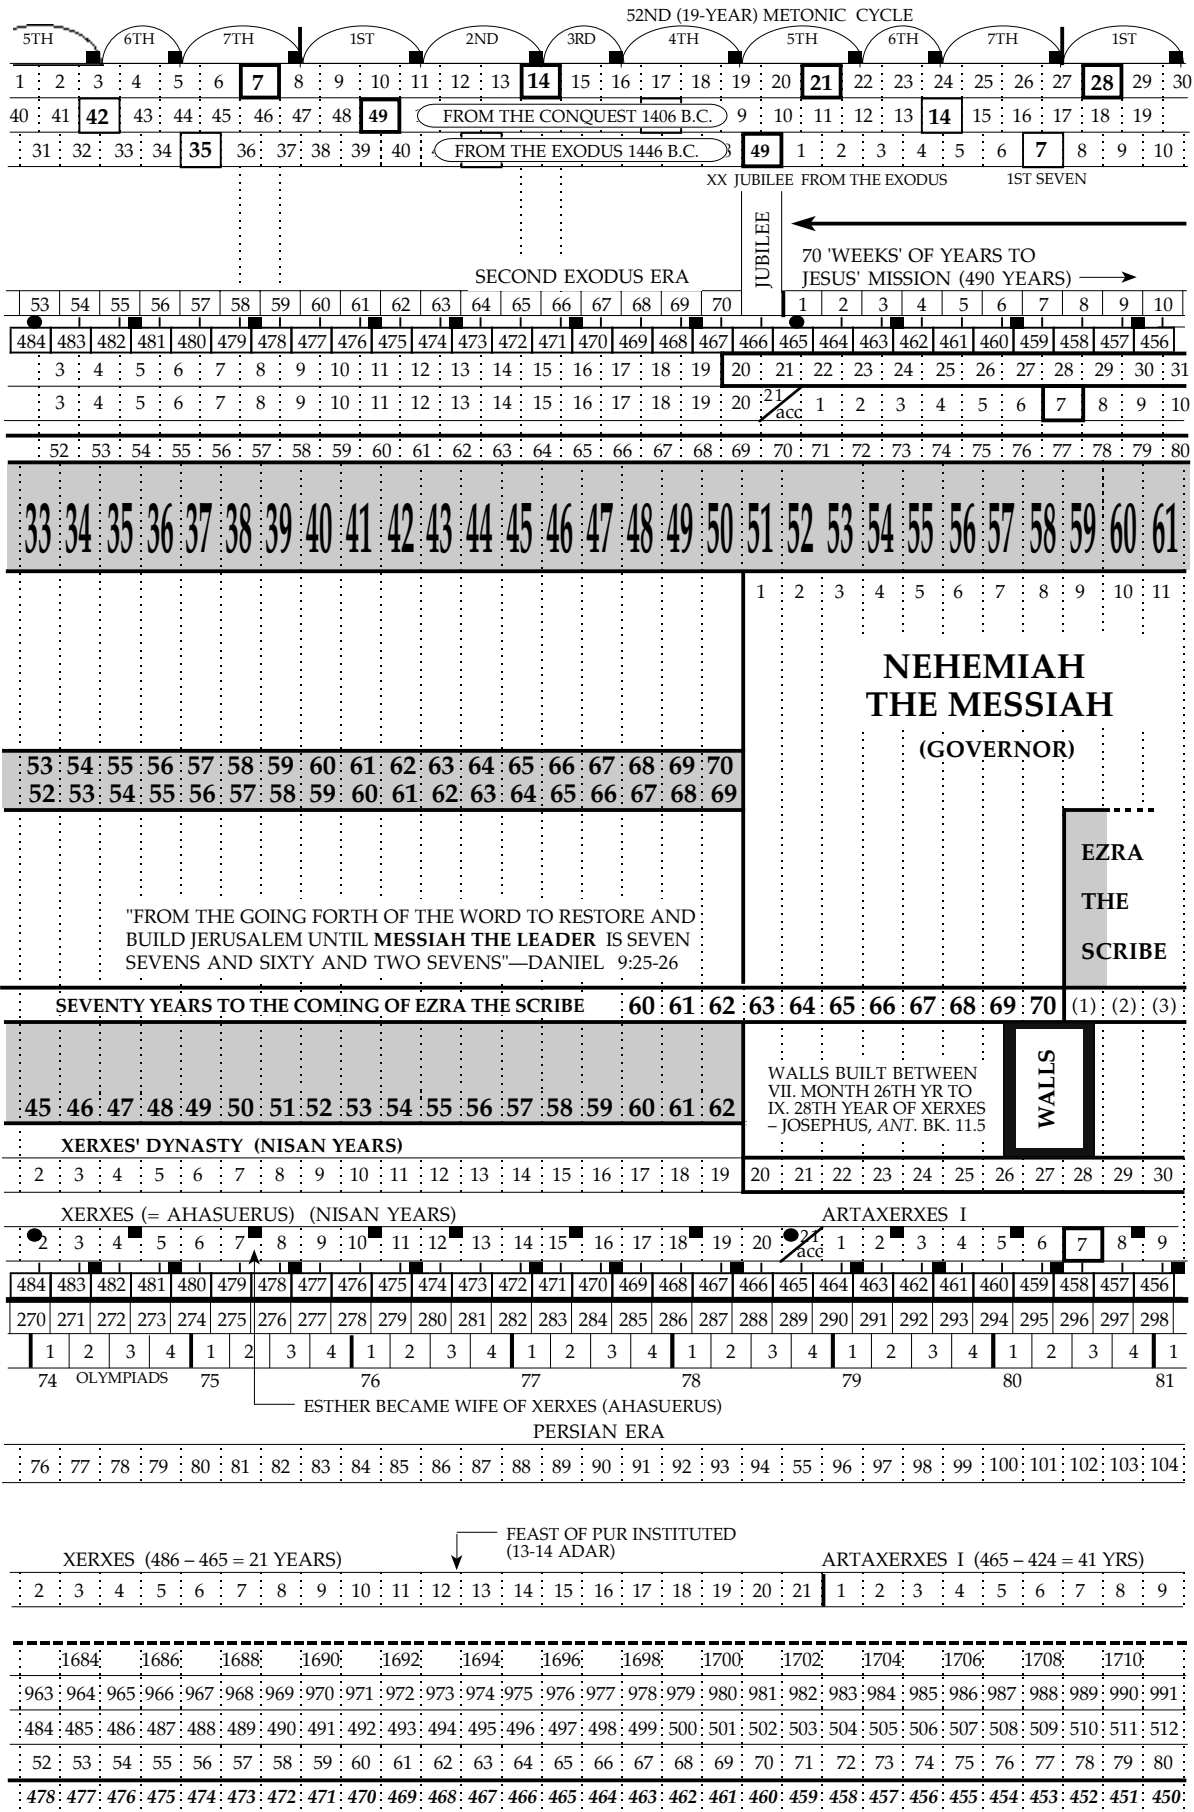 52ND (19-YEAR) METONIC CYCLE
5TH 6TH 7TH 1ST 2ND 3RD 4TH 5TH 6TH 7TH 1ST
1 2 3 4 5 6 7 8 9 10 11 12 13 14 15 16 17 18 19 20 21 22 23 24 25 26 27 28 29 30
40 41 42 43 44 45 46 47 48 49 FROM THE CONQUEST 1406 B.C. 9 10 11 12 13 14 15 16 17 18 19
31 32 33 34 35 36 37 38 39 40 FROM THE EXODUS 1446 B.C. 49 1 2 3 4 5 6 7 8 9 10
XX JUBILEE FROM THE EXODUS 1ST SEVEN
JUBILEE
70 'WEEKS' OF YEARS TO
SECOND EXODUS ERA JESUS' MISSION (490 YEARS)
53 54 55 56 57 58 59 60 61 62 63 64 65 66 67 68 69 70 1 2 3 4 5 6 7 8 9 10
484 483 482 481 480 479 478 477 476 475 474 473 472 471 470 469 468 467 466 465 464 463 462 461 460 459 458 457 456
3 4 5 6 7 8 9 10 11 12 13 14 15 16 17 18 19 20 21 22 23 24 25 26 27 28 29 30 31
3 4 5 6 7 8 9 10 11 12 13 14 15 16 17 18 19 20 21 acc 1 2 3 4 5 6 7 8 9 10
52 53 54 55 56 57 58 59 60 61 62 63 64 65 66 67 68 69 70 71 72 73 74 75 76 77 78 79 80
33 34 35 36 37 38 39 40 41 42 43 44 45 46 47 48 49 50 51 52 53 54 55 56 57 58 59 60 61
1 2 3 4 5 6 7 8 9 10 11
NEHEMIAH
THE MESSIAH
(GOVERNOR)
53 54 55 56 57 58 59 60 61 62 63 64 65 66 67 68 69 70
52 53 54 55 56 57 58 59 60 61 62 63 64 65 66 67 68 69
EZRA
THE
SCRIBE
"FROM THE GOING FORTH OF THE WORD TO RESTORE AND
BUILD JERUSALEM UNTIL MESSIAH THE LEADER IS SEVEN
SEVENS AND SIXTY AND TWO SEVENS"—DANIEL 9:25-26
SEVENTY YEARS TO THE COMING OF EZRA THE SCRIBE 60 61 62 63 64 65 66 67 68 69 70 (1) (2) (3)
WALLS BUILT BETWEEN
VII. MONTH 26TH YR TO
IX. 28TH YEAR OF XERXES
– JOSEPHUS, ANT. BK. 11.5
WALLS
45 46 47 48 49 50 51 52 53 54 55 56 57 58 59 60 61 62
XERXES' DYNASTY (NISAN YEARS)
2 3 4 5 6 7 8 9 10 11 12 13 14 15 16 17 18 19 20 21 22 23 24 25 26 27 28 29 30
XERXES (= AHASUERUS) (NISAN YEARS) ARTAXERXES I
2 3 4 5 6 7 8 9 10 11 12 13 14 15 16 17 18 19 20 21 acc 1 2 3 4 5 6 7 8 9
484 483 482 481 480 479 478 477 476 475 474 473 472 471 470 469 468 467 466 465 464 463 462 461 460 459 458 457 456
270 271 272 273 274 275 276 277 278 279 280 281 282 283 284 285 286 287 288 289 290 291 292 293 294 295 296 297 298
1 2 3 4 1 2 3 4 1 2 3 4 1 2 3 4 1 2 3 4 1 2 3 4 1 2 3 4 1
74 OLYMPIADS 75 76 77 78 79 80 81
ESTHER BECAME WIFE OF XERXES (AHASUERUS)
PERSIAN ERA
76 77 78 79 80 81 82 83 84 85 86 87 88 89 90 91 92 93 94 55 96 97 98 99 100 101 102 103 104
FEAST OF PUR INSTITUTED
(13-14 ADAR)
XERXES (486 – 465 = 21 YEARS) ARTAXERXES I (465 – 424 = 41 YRS)
2 3 4 5 6 7 8 9 10 11 12 13 14 15 16 17 18 19 20 21 1 2 3 4 5 6 7 8 9
1684 1686 1688 1690 1692 1694 1696 1698 1700 1702 1704 1706 1708 1710
963 964 965 966 967 968 969 970 971 972 973 974 975 976 977 978 979 980 981 982 983 984 985 986 987 988 989 990 991
484 485 486 487 488 489 490 491 492 493 494 495 496 497 498 499 500 501 502 503 504 505 506 507 508 509 510 511 512
52 53 54 55 56 57 58 59 60 61 62 63 64 65 66 67 68 69 70 71 72 73 74 75 76 77 78 79 80
478 477 476 475 474 473 472 471 470 469 468 467 466 465 464 463 462 461 460 459 458 457 456 455 454 453 452 451 450